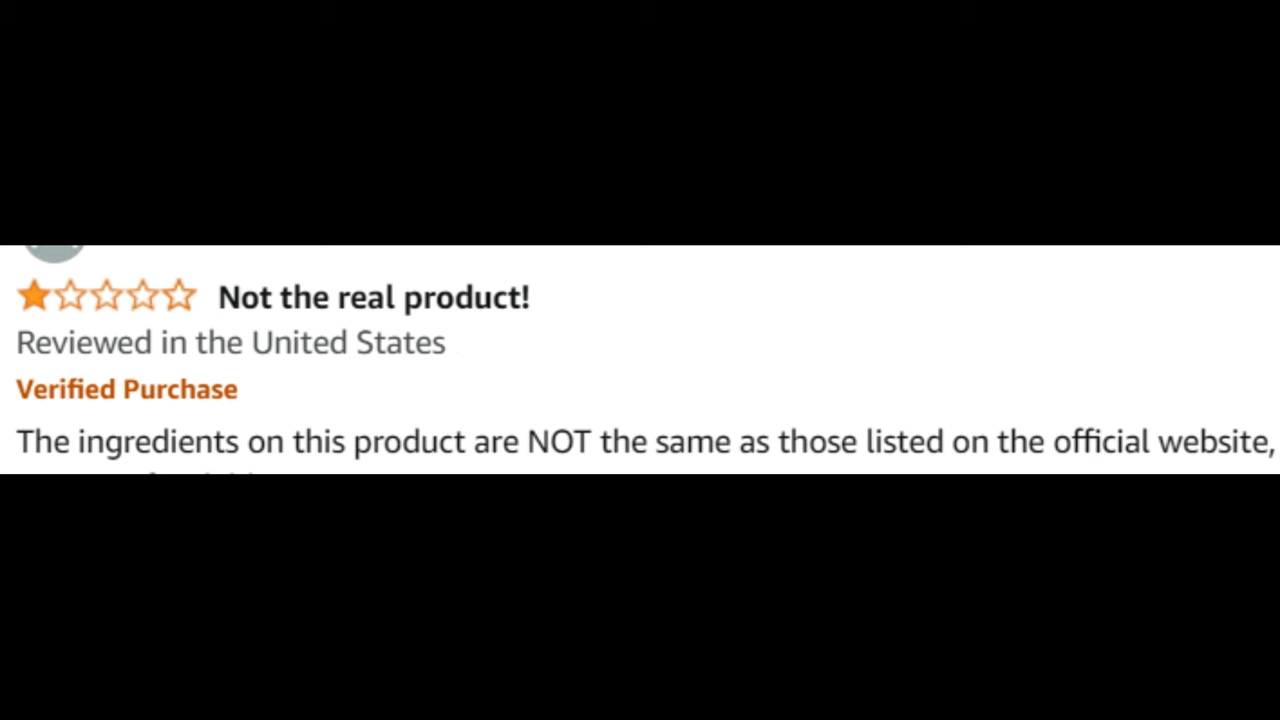 Not the real product!
Reviewed in the United States
Verified Purchase
The ingredients on this product are NOT the same as those listed on the official website,